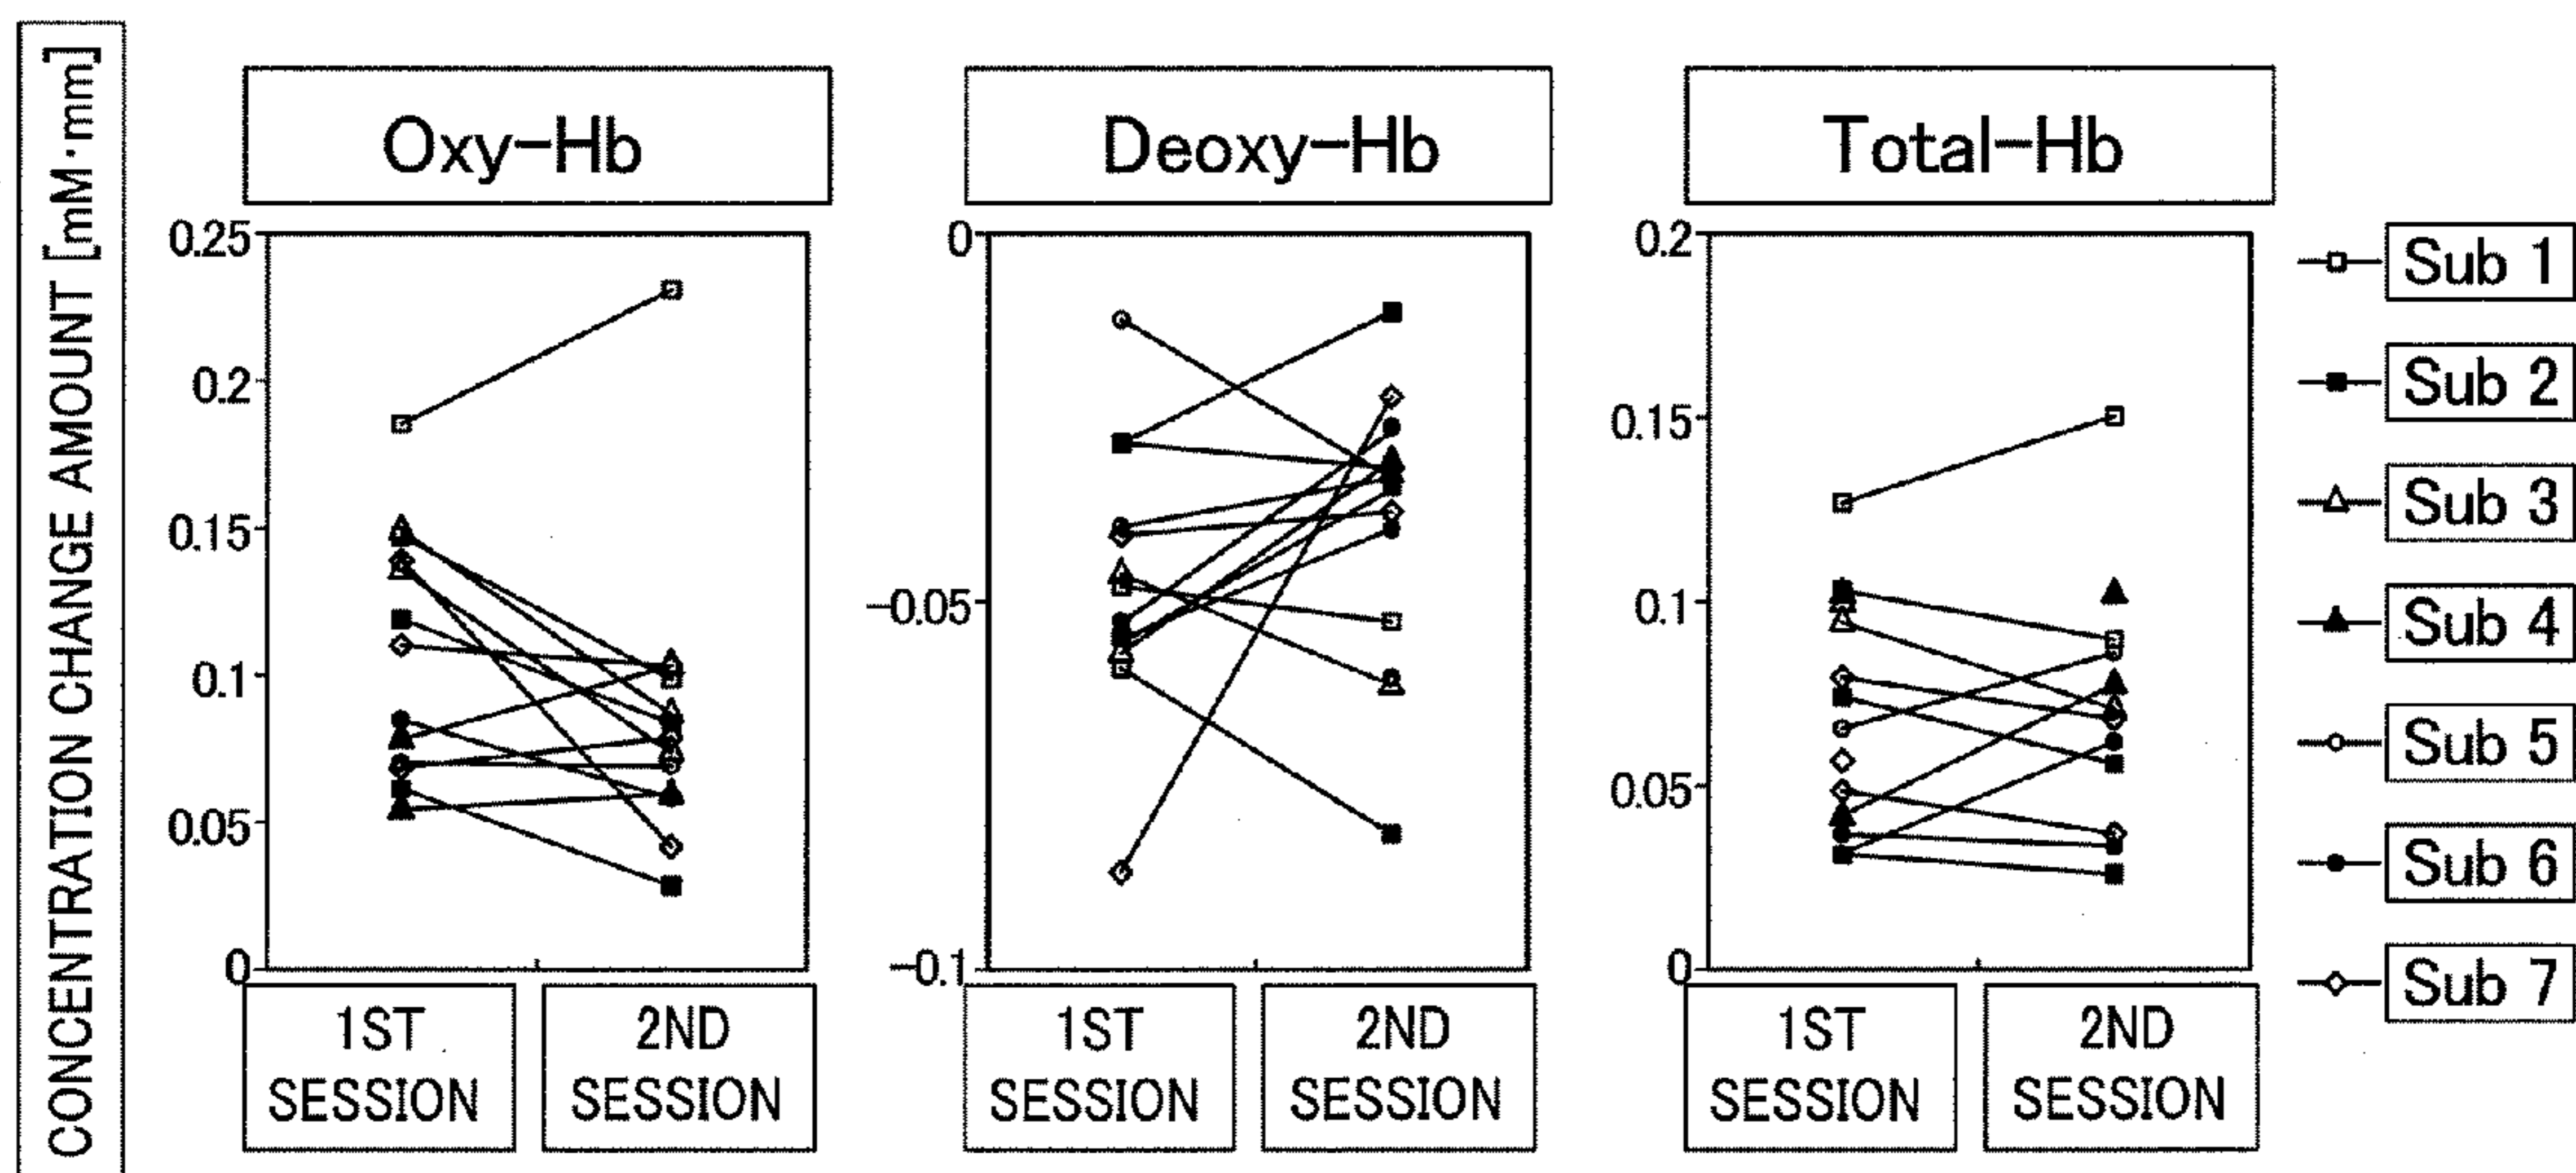 CONCENTRATION CHANGE AMOUNT [mM·mm]
Oxy-Hb
0.25
0.2
0.15
0.1
0.05
0
1ST
SESSION
2ND
SESSION
Deoxy-Hb
0
-0.05
-0.1
1ST
SESSION
2ND
SESSION
Total-Hb
0.2
0.15
0.1
0.05
0
1ST
SESSION
2ND
SESSION
Sub 1
Sub 2
Sub 3
Sub 4
Sub 5
Sub 6
Sub 7